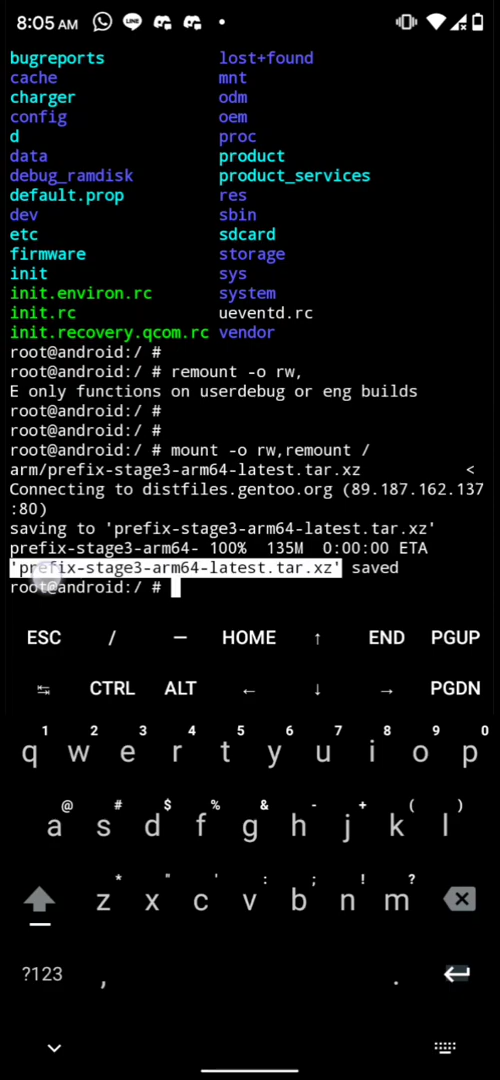 8:05 AM
bugreports lost+found
cache mnt
charger odm
config oem
d proc
data product
debug_ramdisk product_services
default.prop res
dev sbin
etc sdcard
firmware storage
init sys
init.environ.rc system
init.rc ueventd.rc
init.recovery.qcom.rc vendor
root@android:/ #
root@android:/ # remount -o rw,
E only functions on userdebug or eng builds
root@android:/ #
root@android:/ #
root@android:/ # mount -o rw,remount /
arm/prefix-stage3-arm64-latest.tar.xz <
Connecting to distfiles.gentoo.org (89.187.162.137
:80)
saving to 'prefix-stage3-arm64-latest.tar.xz'
prefix-stage3-arm64- 100% 135M 0:00:00 ETA
'prefix-stage3-arm64-latest.tar.xz' saved
root@android:/ #
ESC / — HOME ↑ END PGUP
↹ CTRL ALT ← ↓ → PGDN
1 2 3 4 5 6 7 8 9 0
q w e r t y u i o p
@ # $ % & - + ( )
a s d f g h j k l
* " ' : ; ! ?
z x c v b n m
?123 , .